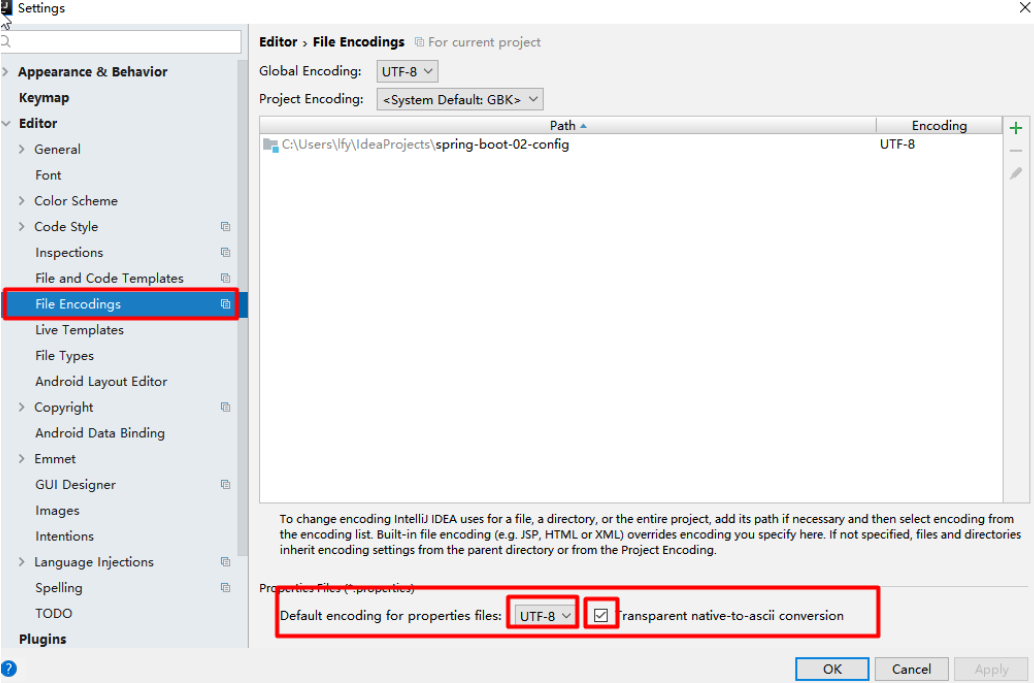 Settings
Editor › File Encodings For current project
Appearance & Behavior
Keymap
Editor
General
Font
Color Scheme
Code Style
Inspections
File and Code Templates
File Encodings
Live Templates
File Types
Android Layout Editor
Copyright
Android Data Binding
Emmet
GUI Designer
Images
Intentions
Language Injections
Spelling
TODO
Plugins
Global Encoding: UTF-8
Project Encoding: <System Default: GBK>
Path Encoding
C:\Users\lfy\IdeaProjects\spring-boot-02-config UTF-8
To change encoding IntelliJ IDEA uses for a file, a directory, or the entire project, add its path if necessary and then select encoding from
the encoding list. Built-in file encoding (e.g. JSP, HTML or XML) overrides encoding you specify here. If not specified, files and directories
inherit encoding settings from the parent directory or from the Project Encoding.
Properties Files (*.properties)
Default encoding for properties files: UTF-8 Transparent native-to-ascii conversion
?
OK Cancel Apply